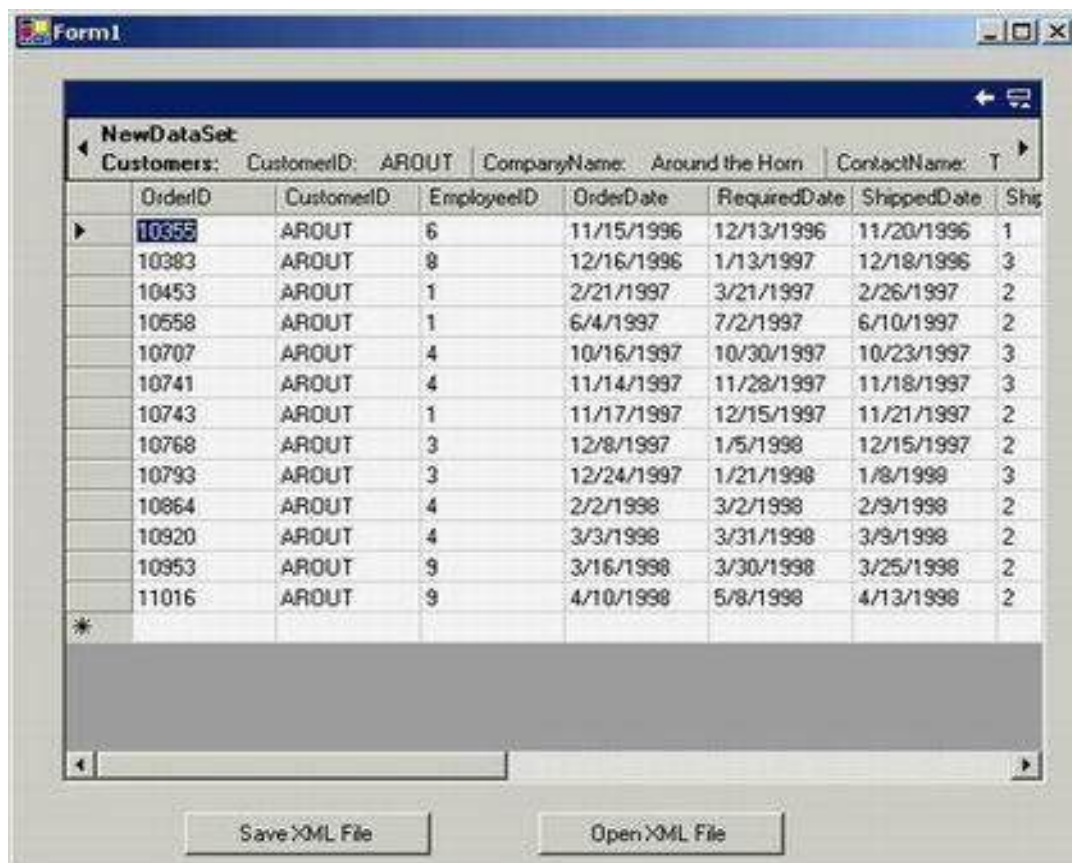 Form1
NewDataSet
Customers: CustomerID: AROUT CompanyName: Around the Horn ContactName: T
OrderID CustomerID EmployeeID OrderDate RequiredDate ShippedDate Ship
10355 AROUT 6 11/15/1996 12/13/1996 11/20/1996 1
10383 AROUT 8 12/16/1996 1/13/1997 12/18/1996 3
10453 AROUT 1 2/21/1997 3/21/1997 2/26/1997 2
10558 AROUT 1 6/4/1997 7/2/1997 6/10/1997 2
10707 AROUT 4 10/16/1997 10/30/1997 10/23/1997 3
10741 AROUT 4 11/14/1997 11/28/1997 11/18/1997 3
10743 AROUT 1 11/17/1997 12/15/1997 11/21/1997 2
10768 AROUT 3 12/8/1997 1/5/1998 12/15/1997 2
10793 AROUT 3 12/24/1997 1/21/1998 1/8/1998 3
10864 AROUT 4 2/2/1998 3/2/1998 2/9/1998 2
10920 AROUT 4 3/3/1998 3/31/1998 3/9/1998 2
10953 AROUT 9 3/16/1998 3/30/1998 3/25/1998 2
11016 AROUT 9 4/10/1998 5/8/1998 4/13/1998 2
Save XML File Open XML File